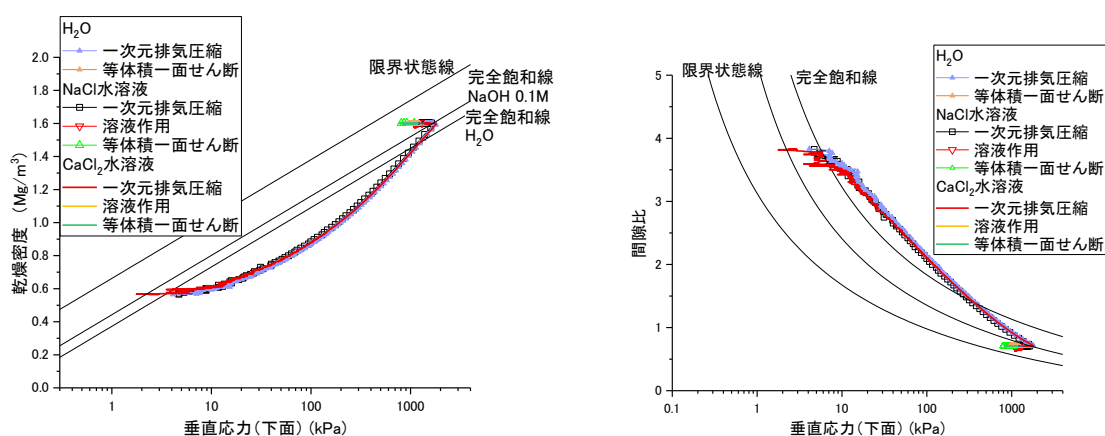 H2O
一次元排気圧縮
等体積一面せん断
NaCl水溶液
一次元排気圧縮
溶液作用
等体積一面せん断
CaCl2水溶液
一次元排気圧縮
溶液作用
等体積一面せん断
限界状態線
完全飽和線
NaOH 0.1M
完全飽和線
H2O
2.0
1.8
1.6
1.4
1.2
1.0
0.8
0.6
0.4
0.2
0.0
乾燥密度 (Mg/m3)
1
10
100
1000
垂直応力(下面) (kPa)
H2O
一次元排気圧縮
等体積一面せん断
NaCl水溶液
一次元排気圧縮
溶液作用
等体積一面せん断
CaCl2水溶液
一次元排気圧縮
溶液作用
等体積一面せん断
限界状態線
完全飽和線
5
4
3
2
1
0
間隙比
0.1
1
10
100
1000
垂直応力(下面) (kPa)